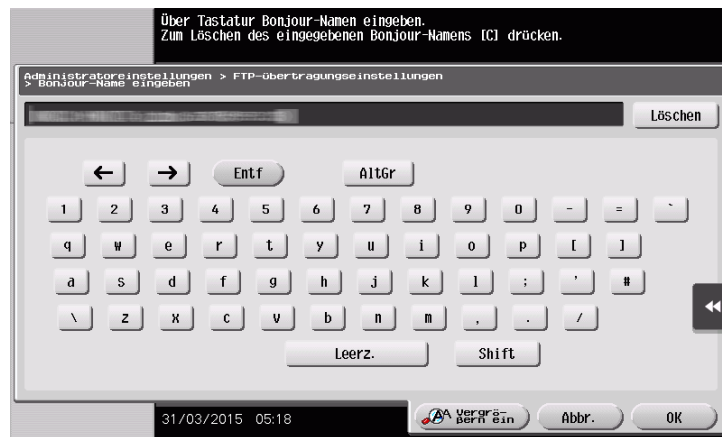 Über Tastatur Bonjour-Namen eingeben.
Zum Löschen des eingegebenen Bonjour-Namens [C] drücken.
Administratoreinstellungen > FTP-Übertragungseinstellungen
> Bonjour-Name eingeben
Löschen
← → Entf AltGr
1 2 3 4 5 6 7 8 9 0 - = `
q w e r t y u i o p [ ]
a s d f g h j k l ; ' #
\ z x c v b n m , . /
Leerz. Shift
31/03/2015 05:18
AA Vergrö-
ßern ein
Abbr.
OK